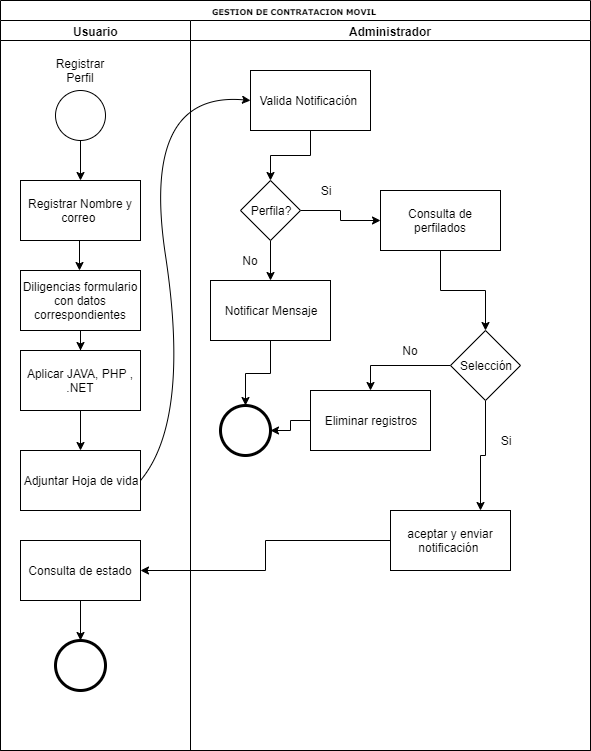 GESTION DE CONTRATACION MOVIL
Usuario
Administrador
Registrar
Perfil
Valida Notificación
Registrar Nombre y
correo
Perfila?
Si
Consulta de
perfilados
No
Diligencias formulario
con datos
correspondientes
Notificar Mensaje
Aplicar JAVA, PHP ,
.NET
No
Selección
Eliminar registros
Si
Adjuntar Hoja de vida
aceptar y enviar
notificación
Consulta de estado